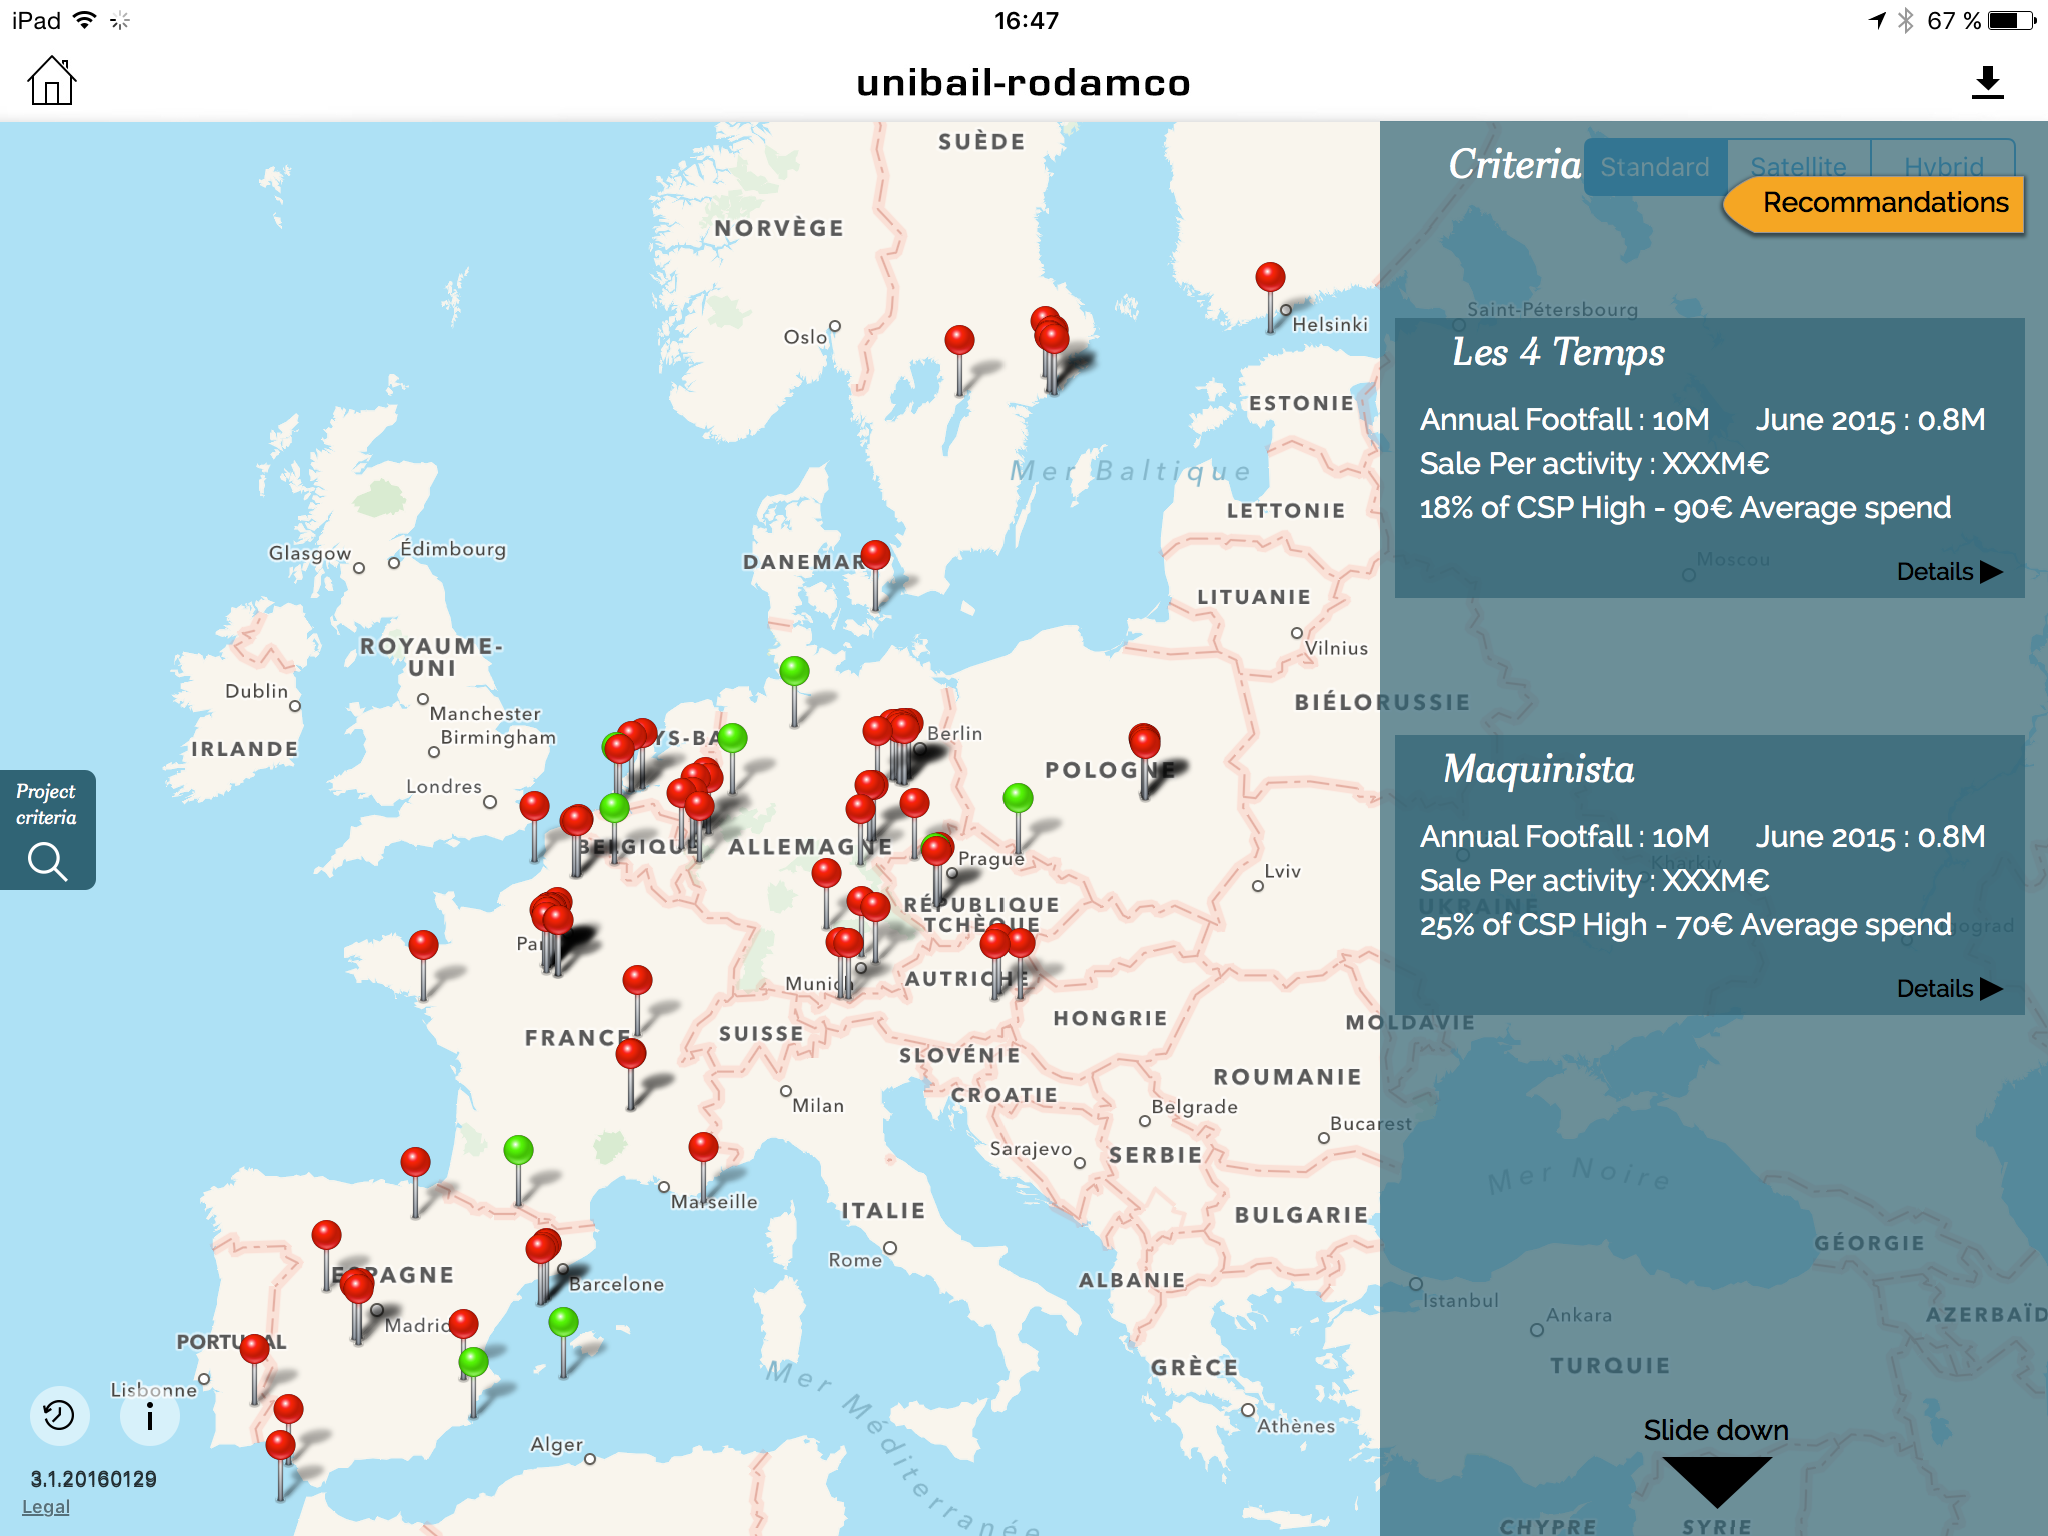 iPad
16:47
67 %
unibail-rodamco
SUÈDE
Criteria
Standard
Satellite
Hybrid
Recommandations
NORVÈGE
Oslo
Helsinki
Saint-Pétersbourg
Les 4 Temps
ESTONIE
Annual Footfall : 10M June 2015 : 0.8M
Sale Per activity : XXXM€
18% of CSP High - 90€ Average spend
Mer Baltique
LETTONIE
Glasgow
Édimbourg
DANEMAR
Moscou
Details
LITUANIE
Vilnius
ROYAUME-
UNI
Dublin
Manchester
BIÉLORUSSIE
IRLANDE
Birmingham
YS-BA
Berlin
POLOGNE
Londres
Project
criteria
Maquinista
Annual Footfall : 10M June 2015 : 0.8M
Sale Per activity : XXXM€
25% of CSP High - 70€ Average spend
Kharkiv
UKRAINE
ograd
Details
BELGIQUE
ALLEMAGNE
Prague
Lviv
RÉPUBLIQUE
TCHÈQUE
Par
Munich
AUTRICHE
HONGRIE
MOLDAVIE
FRANCE
SUISSE
SLOVÉNIE
ROUMANIE
CROATIE
Milan
Belgrade
Bucarest
Sarajevo
SERBIE
Mer Noire
Marseille
ITALIE
BULGARIE
GÉORGIE
Rome
ESPAGNE
Barcelone
ALBANIE
Istanbul
Ankara
AZERBAÏD
Madrid
PORTUGAL
GRÈCE
TURQUIE
Lisbonne
Mer Méditerranée
Athènes
Alger
Slide down
3.1.20160129
Legal
CHYPRE
SYRIE